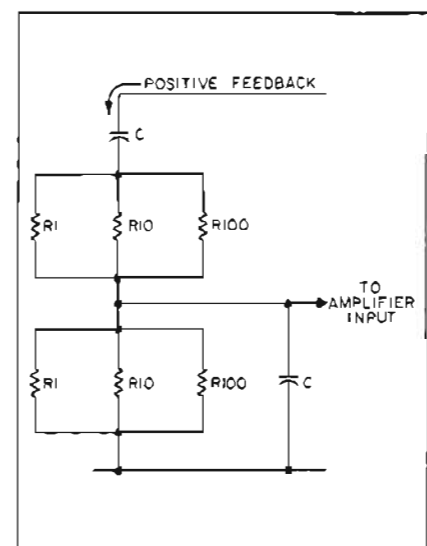 POSITIVE FEEDBACK
C
R1 R10 R100
TO
AMPLIFIER
INPUT
R1 R10 R100 C